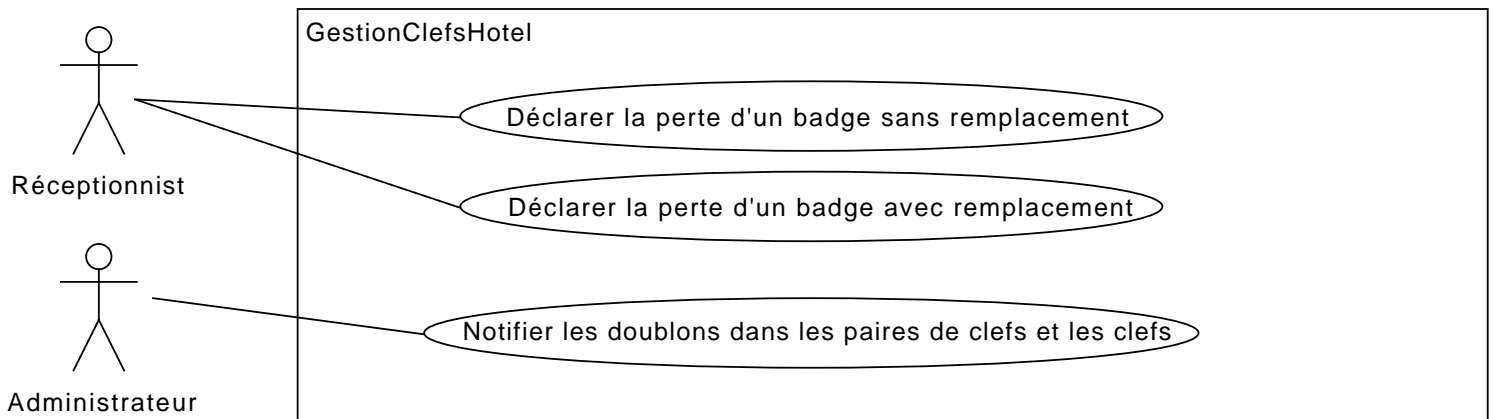 GestionClefsHotel
Déclarer la perte d'un badge sans remplacement
Réceptionnist
Déclarer la perte d'un badge avec remplacement
Notifier les doublons dans les paires de clefs et les clefs
Administrateur